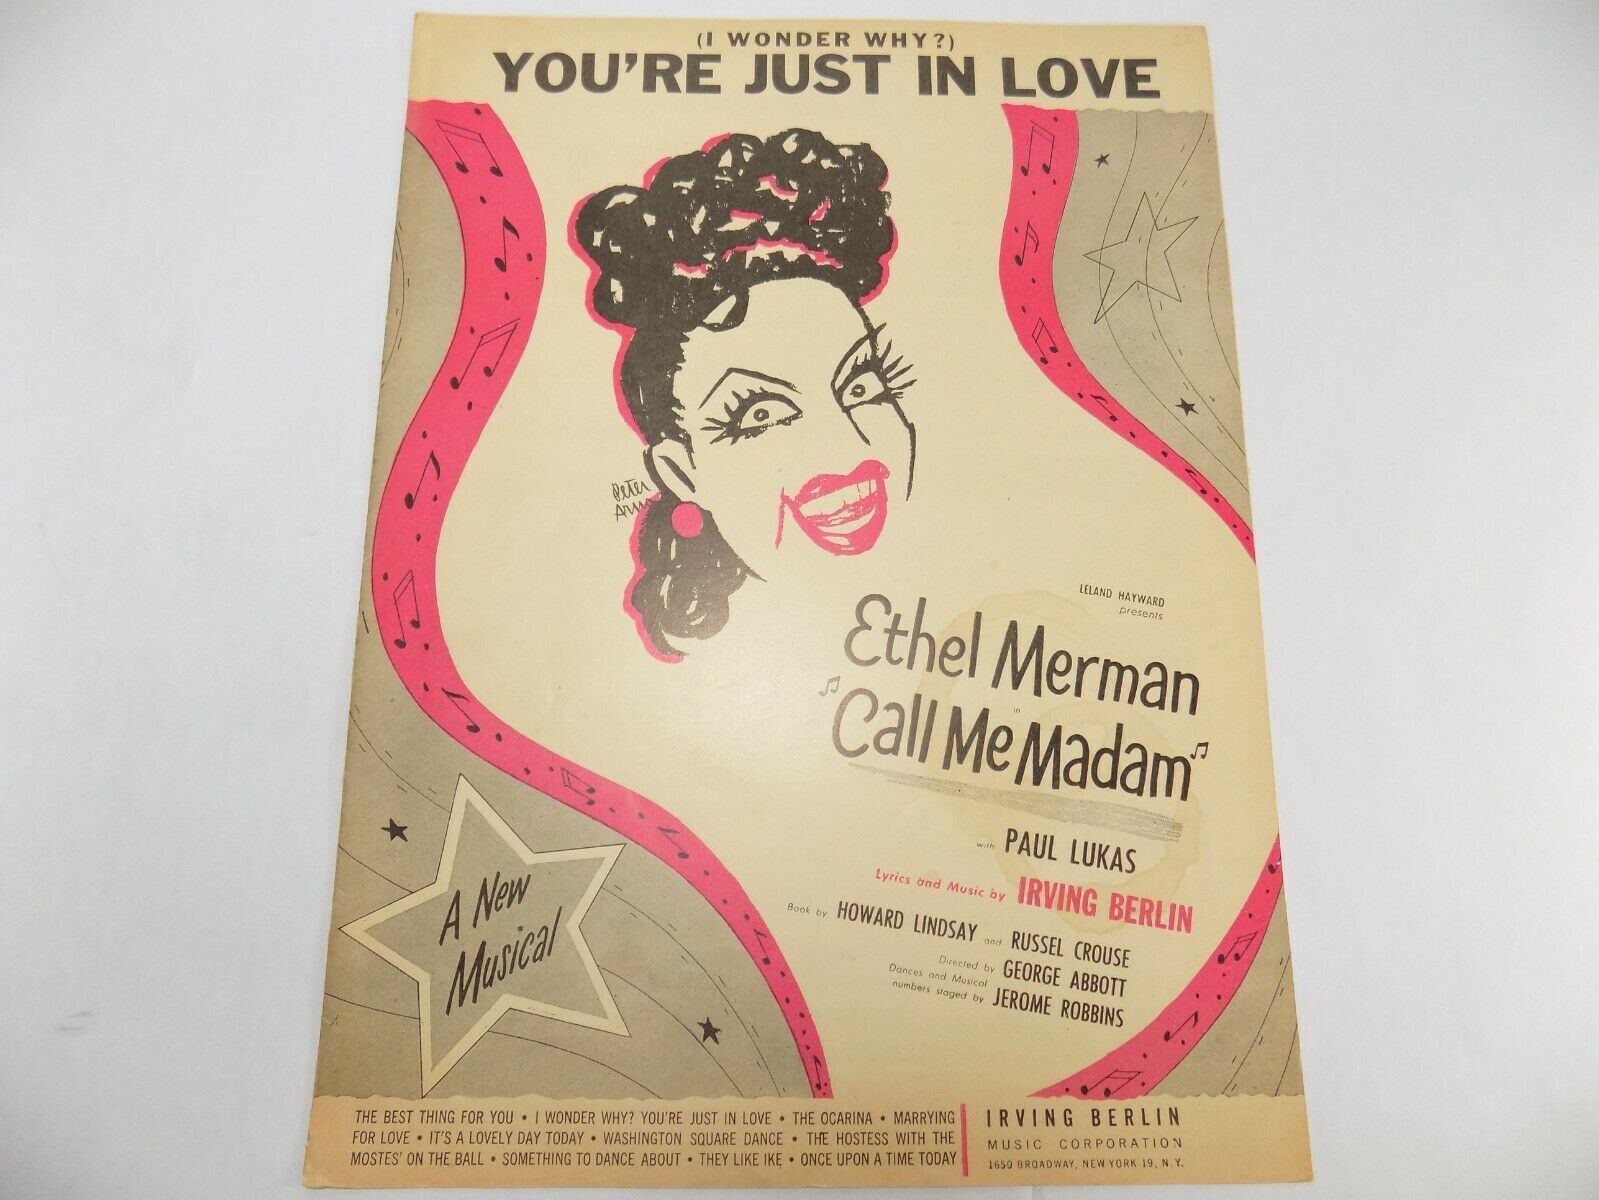 (I WONDER WHY?)
YOU'RE JUST IN LOVE
Peter
LELAND HAYWARD
presents
Ethel Merman
in
"Call Me Madam"
with PAUL LUKAS
Lyrics and Music by IRVING BERLIN
Book by HOWARD LINDSAY and RUSSEL CROUSE
Directed by GEORGE ABBOTT
Dances and Musical
numbers staged by JEROME ROBBINS
A New
Musical
THE BEST THING FOR YOU • I WONDER WHY? YOU'RE JUST IN LOVE • THE OCARINA • MARRYING
FOR LOVE • IT'S A LOVELY DAY TODAY • WASHINGTON SQUARE DANCE • THE HOSTESS WITH THE
MOSTES' ON THE BALL • SOMETHING TO DANCE ABOUT • THEY LIKE IKE • ONCE UPON A TIME TODAY
IRVING BERLIN
MUSIC CORPORATION
1650 BROADWAY, NEW YORK 19, N.Y.